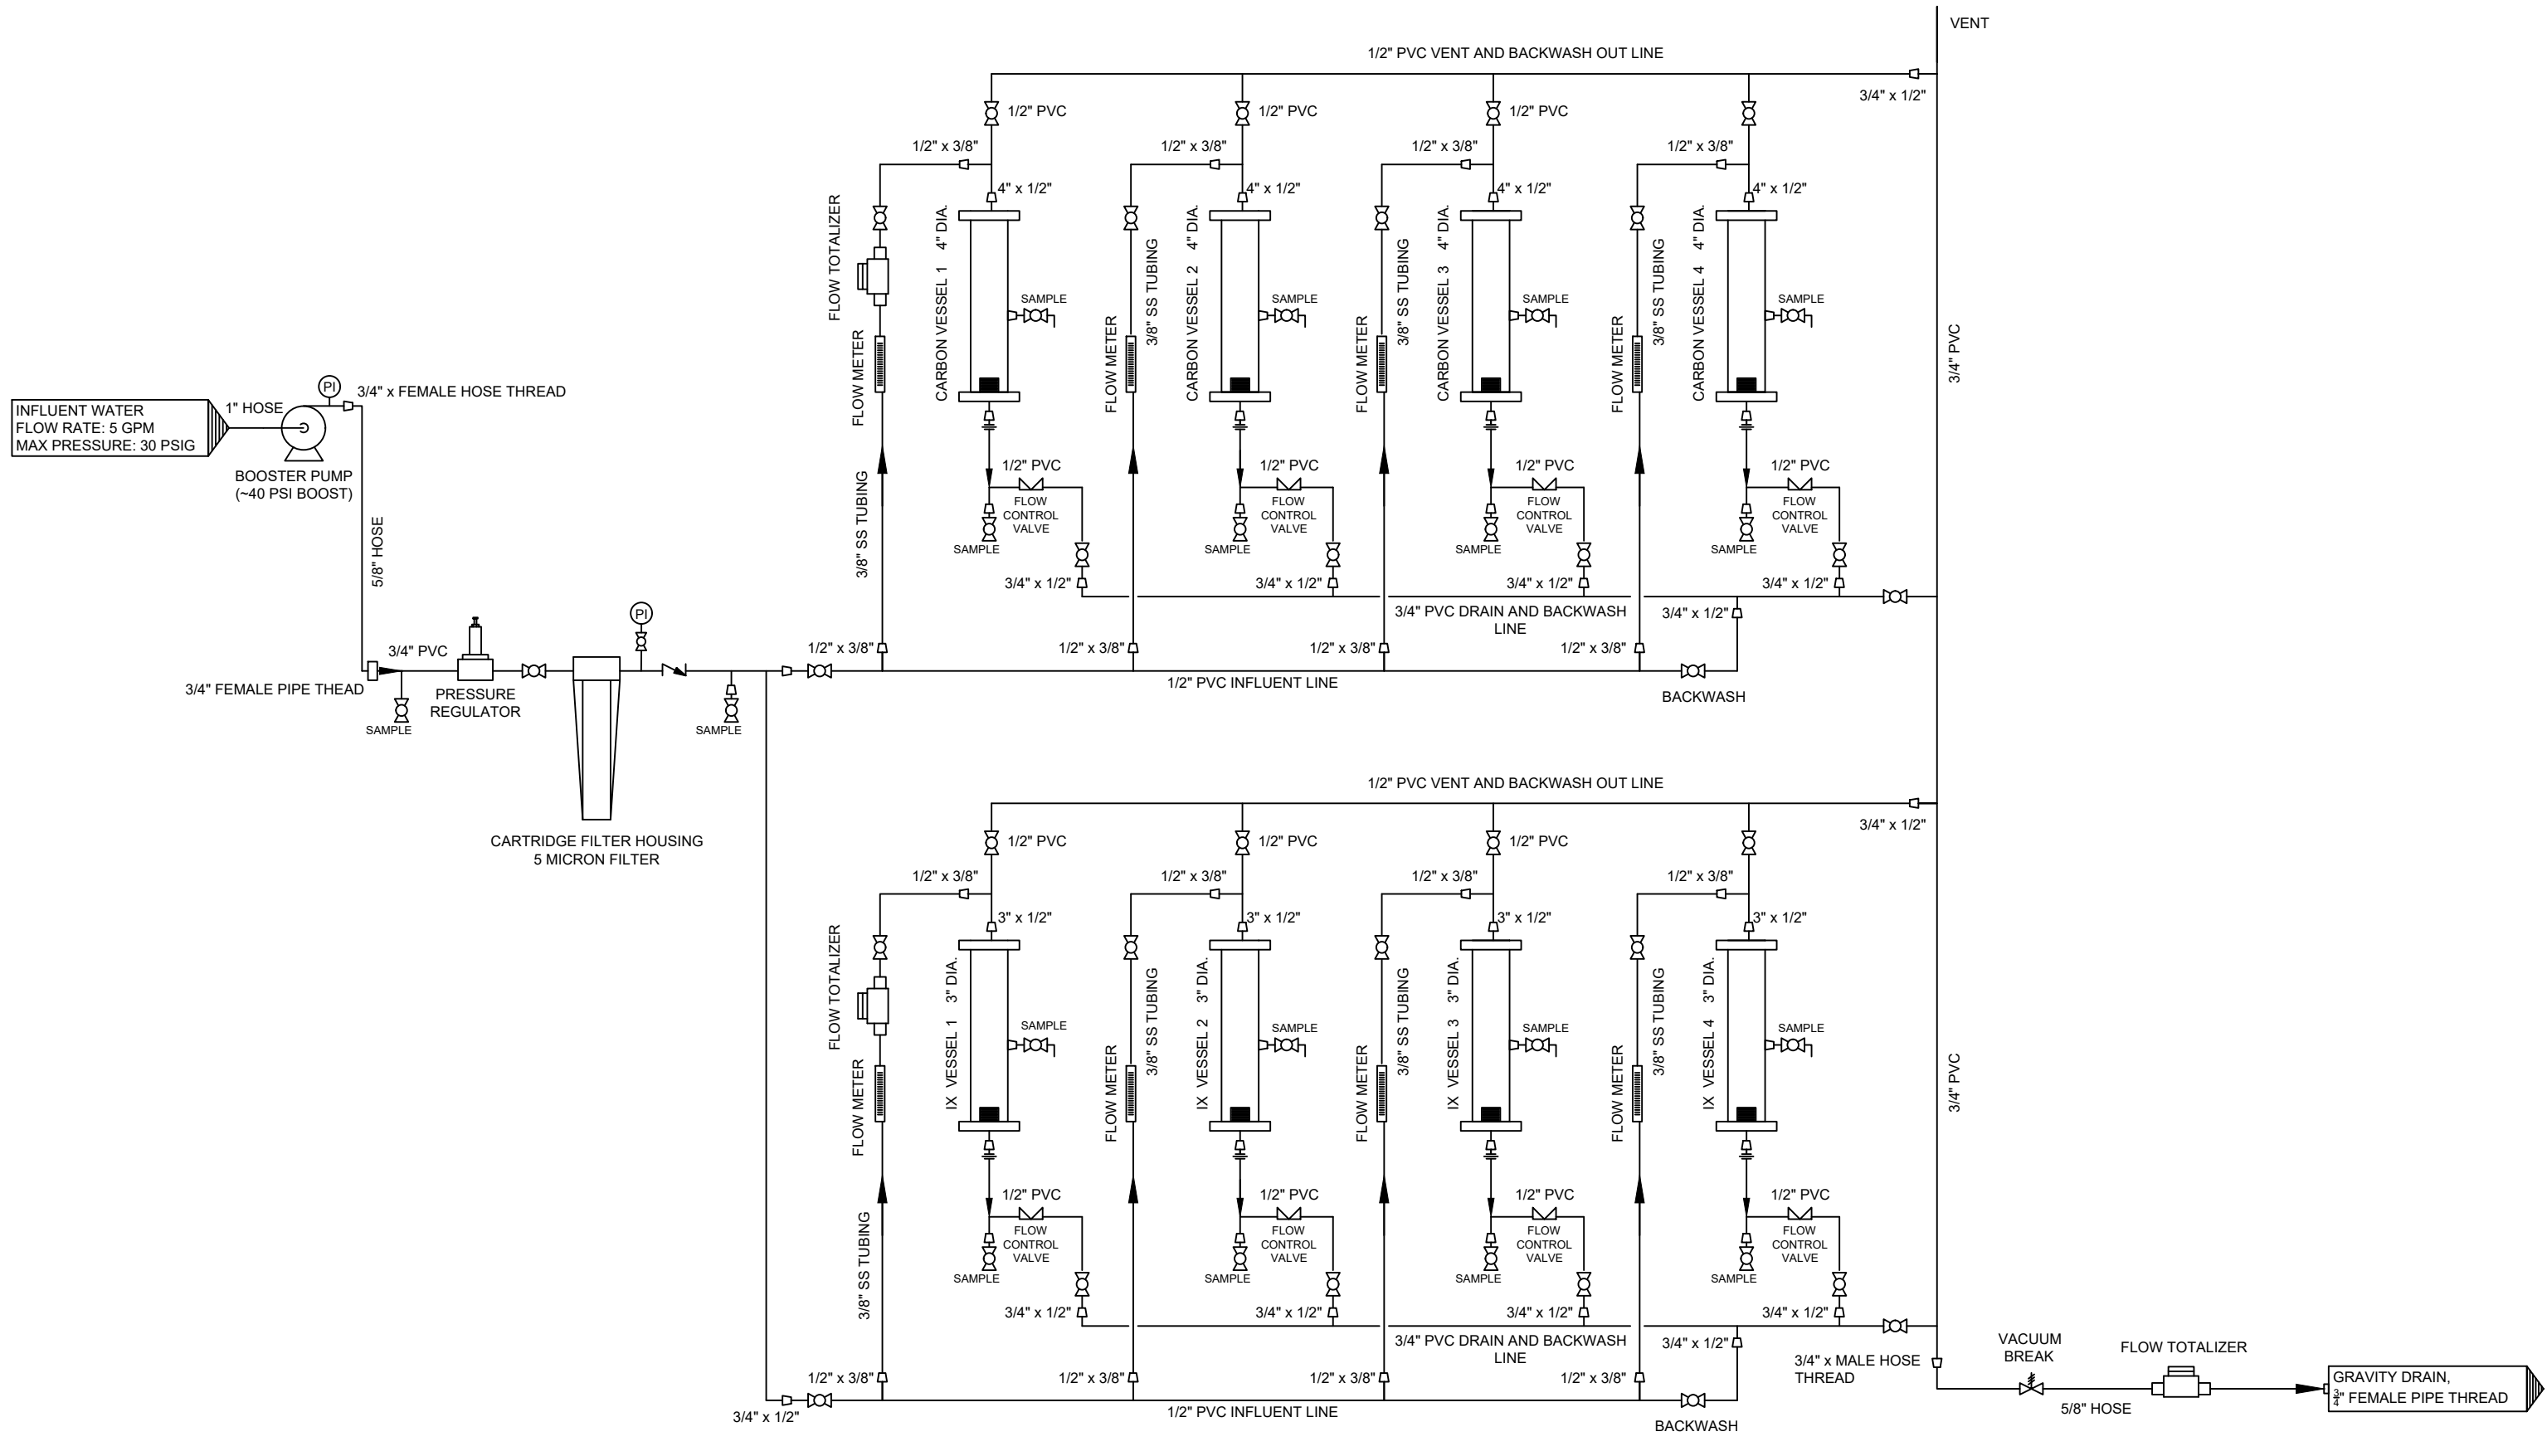 VENT
1/2" PVC VENT AND BACKWASH OUT LINE
3/4" x 1/2"
1/2" PVC
1/2" PVC
1/2" PVC
1/2" x 3/8"
1/2" x 3/8"
1/2" x 3/8"
1/2" x 3/8"
4" x 1/2"
4" x 1/2"
4" x 1/2"
4" x 1/2"
FLOW TOTALIZER
FLOW METER
CARBON VESSEL 1 4" DIA.
SAMPLE
FLOW METER
3/8" SS TUBING
CARBON VESSEL 2 4" DIA.
SAMPLE
FLOW METER
3/8" SS TUBING
CARBON VESSEL 3 4" DIA.
SAMPLE
FLOW METER
3/8" SS TUBING
CARBON VESSEL 4 4" DIA.
SAMPLE
3/4" PVC
INFLUENT WATER
FLOW RATE: 5 GPM
MAX PRESSURE: 30 PSIG
1" HOSE
PI
3/4" x FEMALE HOSE THREAD
BOOSTER PUMP
(~40 PSI BOOST)
5/8" HOSE
3/8" SS TUBING
1/2" PVC
FLOW
CONTROL
VALVE
SAMPLE
1/2" PVC
FLOW
CONTROL
VALVE
SAMPLE
1/2" PVC
FLOW
CONTROL
VALVE
SAMPLE
1/2" PVC
FLOW
CONTROL
VALVE
SAMPLE
3/4" x 1/2"
3/4" x 1/2"
3/4" x 1/2"
3/4" x 1/2"
3/4" PVC DRAIN AND BACKWASH
LINE
3/4" x 1/2"
PI
3/4" PVC
3/4" FEMALE PIPE THEAD
SAMPLE
PRESSURE
REGULATOR
SAMPLE
CARTRIDGE FILTER HOUSING
5 MICRON FILTER
1/2" x 3/8"
1/2" x 3/8"
1/2" x 3/8"
1/2" x 3/8"
1/2" PVC INFLUENT LINE
BACKWASH
1/2" PVC VENT AND BACKWASH OUT LINE
3/4" x 1/2"
1/2" PVC
1/2" PVC
1/2" PVC
1/2" x 3/8"
1/2" x 3/8"
1/2" x 3/8"
1/2" x 3/8"
3" x 1/2"
3" x 1/2"
3" x 1/2"
3" x 1/2"
FLOW TOTALIZER
FLOW METER
IX VESSEL 1 3" DIA.
SAMPLE
FLOW METER
3/8" SS TUBING
IX VESSEL 2 3" DIA.
SAMPLE
FLOW METER
3/8" SS TUBING
IX VESSEL 3 3" DIA.
SAMPLE
FLOW METER
3/8" SS TUBING
IX VESSEL 4 3" DIA.
SAMPLE
3/4" PVC
3/8" SS TUBING
1/2" PVC
FLOW
CONTROL
VALVE
SAMPLE
1/2" PVC
FLOW
CONTROL
VALVE
SAMPLE
1/2" PVC
FLOW
CONTROL
VALVE
SAMPLE
1/2" PVC
FLOW
CONTROL
VALVE
SAMPLE
3/4" x 1/2"
3/4" x 1/2"
3/4" x 1/2"
3/4" x 1/2"
3/4" PVC DRAIN AND BACKWASH
LINE
3/4" x 1/2"
3/4" x 1/2"
1/2" x 3/8"
1/2" x 3/8"
1/2" x 3/8"
1/2" x 3/8"
1/2" PVC INFLUENT LINE
BACKWASH
3/4" x MALE HOSE
THREAD
VACUUM
BREAK
5/8" HOSE
FLOW TOTALIZER
GRAVITY DRAIN,
3/4" FEMALE PIPE THREAD